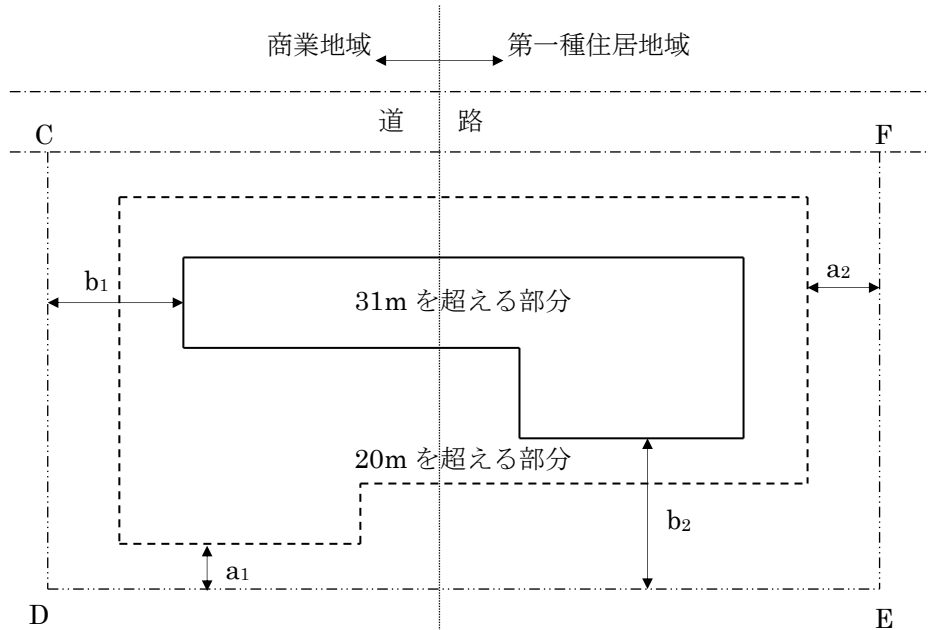 商業地域 第一種住居地域
道 路
C F
b₁ 31m を超える部分 a₂
20m を超える部分
b₂
a₁
D E